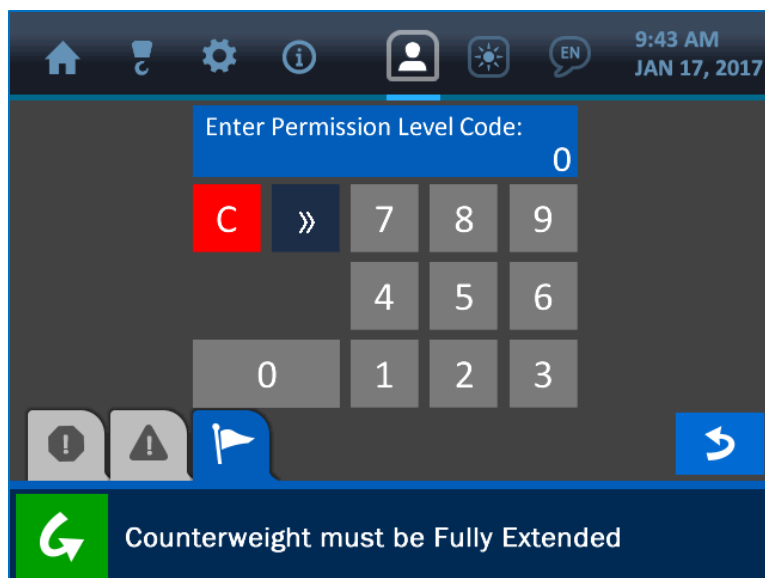 EN
9:43 AM
JAN 17, 2017
Enter Permission Level Code:
0
C » 7 8 9
4 5 6
0 1 2 3
! !
Counterweight must be Fully Extended